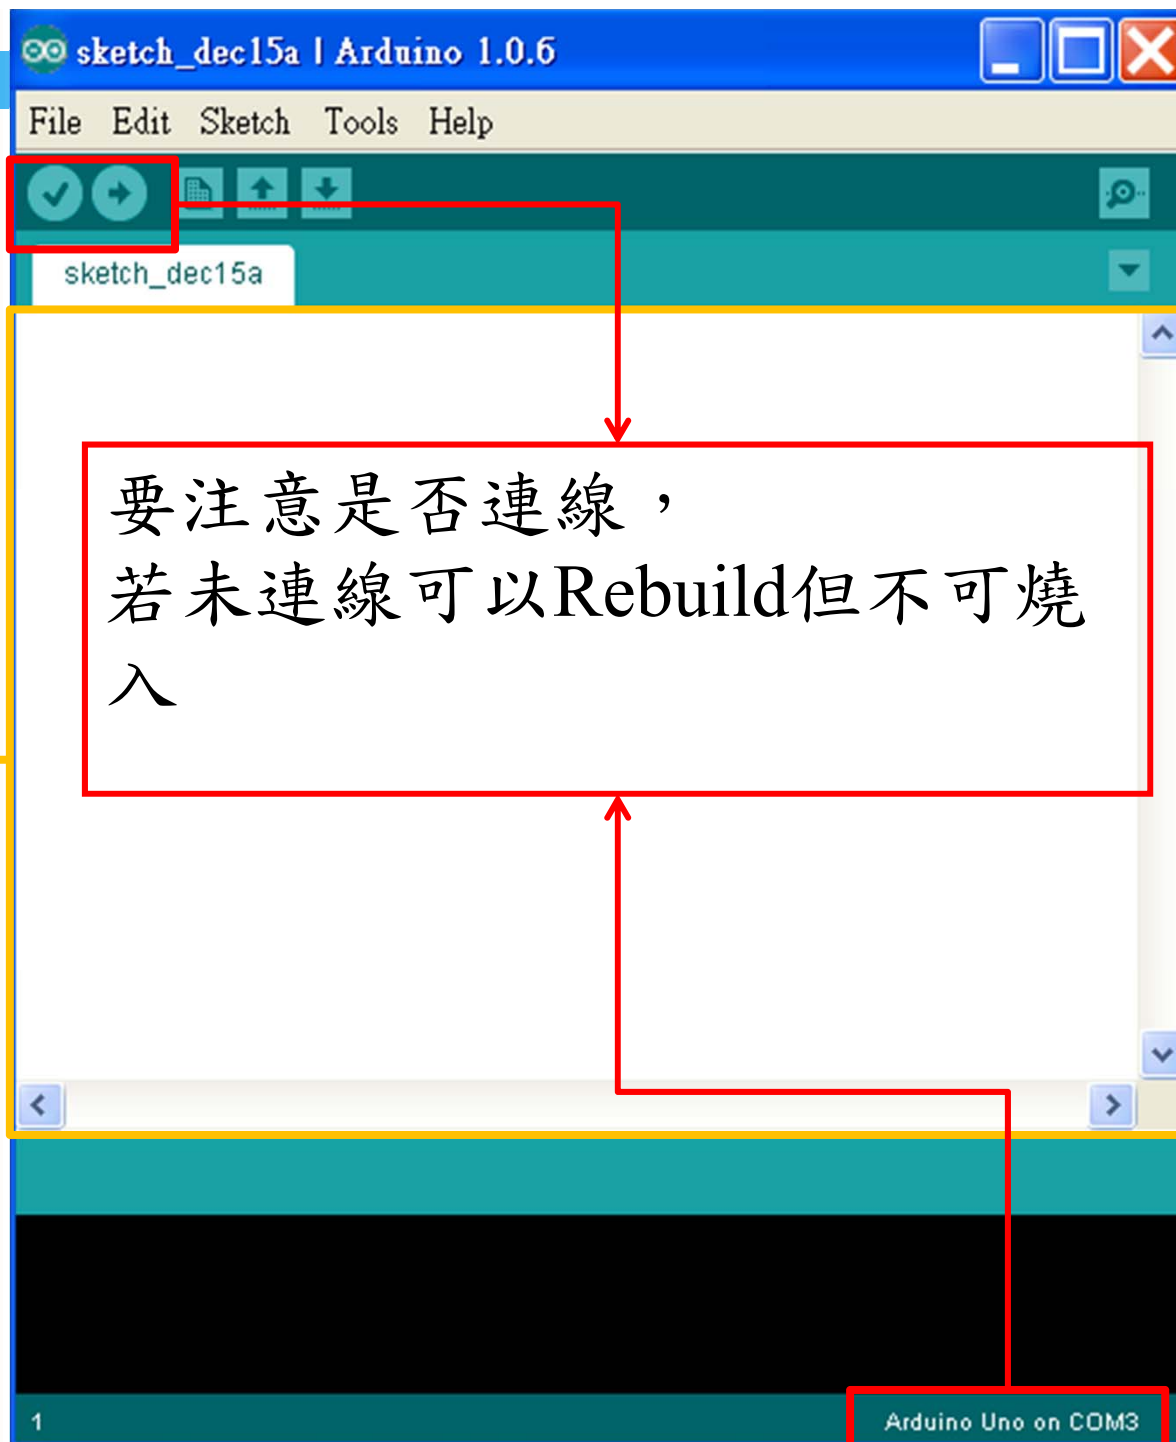 sketch_dec15a | Arduino 1.0.6
File Edit Sketch Tools Help
sketch_dec15a
要注意是否連線，
若未連線可以Rebuild但不可燒
入
1
Arduino Uno on COM3